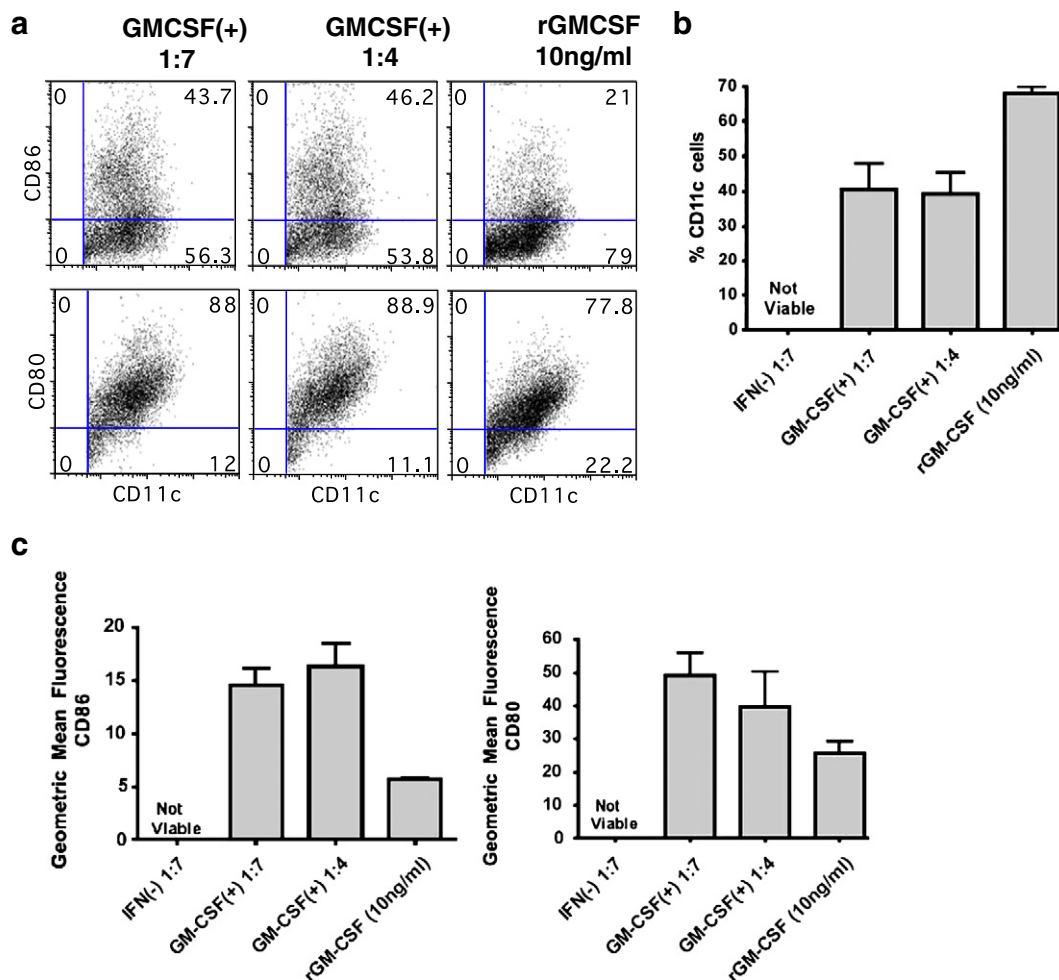 a
GMCSF(+)
1:7
GMCSF(+)
1:4
rGMCSF
10ng/ml
CD86
0
43.7
0
56.3
0
46.2
0
53.8
0
21
0
79
CD80
0
88
0
12
0
88.9
0
11.1
0
77.8
0
22.2
CD11c
CD11c
CD11c
b
% CD11c cells
70
60
50
40
30
20
10
0
Not
Viable
IFN(-) 1:7
GM-CSF(+) 1:7
GM-CSF(+) 1:4
rGM-CSF (10ng/ml)
c
Geometric Mean Fluorescence
CD86
20
15
10
5
0
Not
Viable
IFN(-) 1:7
GM-CSF(+) 1:7
GM-CSF(+) 1:4
rGM-CSF (10ng/ml)
Geometric Mean Fluorescence
CD80
60
50
40
30
20
10
0
Not
Viable
IFN(-) 1:7
GM-CSF(+) 1:7
GM-CSF(+) 1:4
rGM-CSF (10ng/ml)